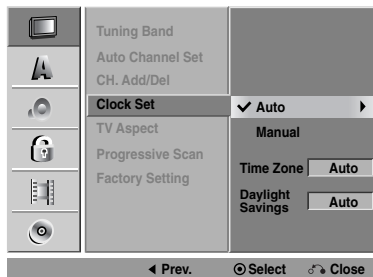 Tuning Band
Auto Channel Set
CH. Add/Del
Clock Set
TV Aspect
Progressive Scan
Factory Setting
Auto
Manual
Time Zone Auto
Daylight
Savings Auto
Prev. Select Close